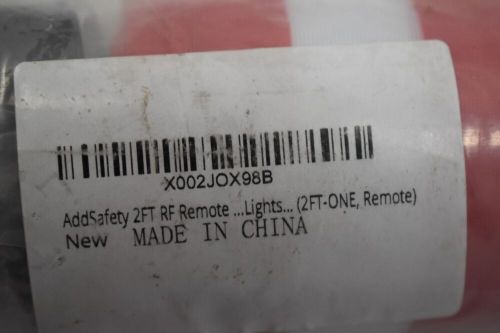 X002JOX98B
AddSafety 2FT RF Remote ...Lights... (2FT-ONE, Remote)
New MADE IN CHINA